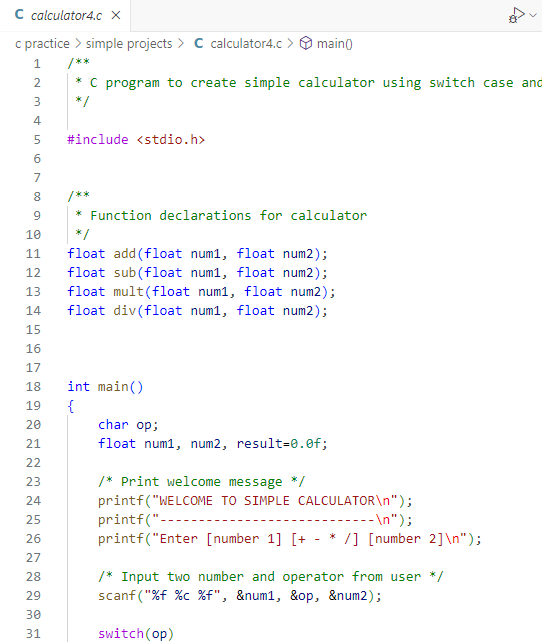 C calculator4.c ×
c practice > simple projects > C calculator4.c > main()
1 /**
2 * C program to create simple calculator using switch case and
3 */
4
5 #include <stdio.h>
6
7
8 /**
9 * Function declarations for calculator
10 */
11 float add(float num1, float num2);
12 float sub(float num1, float num2);
13 float mult(float num1, float num2);
14 float div(float num1, float num2);
15
16
17
18 int main()
19 {
20 char op;
21 float num1, num2, result=0.0f;
22
23 /* Print welcome message */
24 printf("WELCOME TO SIMPLE CALCULATOR\n");
25 printf("----------------------------\n");
26 printf("Enter [number 1] [+ - * /] [number 2]\n");
27
28 /* Input two number and operator from user */
29 scanf("%f %c %f", &num1, &op, &num2);
30
31 switch(op)